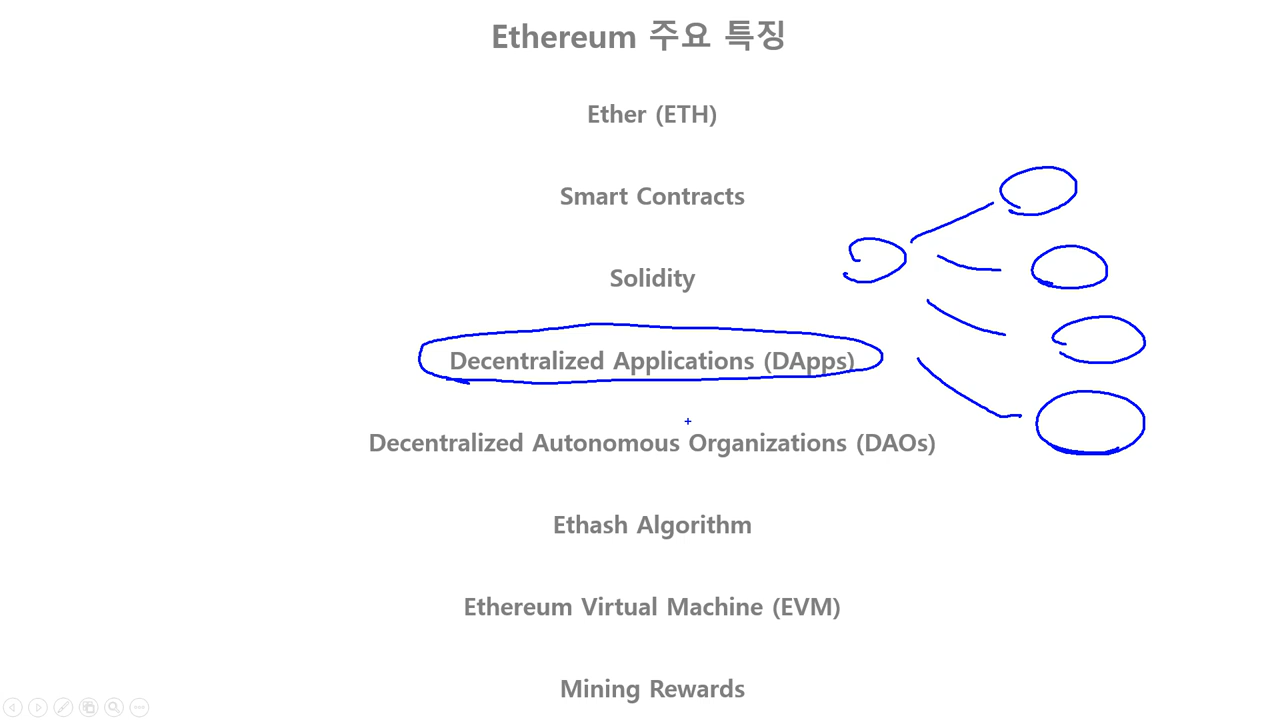 Ethereum 주요 특징
Ether (ETH)
Smart Contracts
Solidity
Decentralized Applications (DApps)
Decentralized Autonomous Organizations (DAOs)
Ethash Algorithm
Ethereum Virtual Machine (EVM)
Mining Rewards